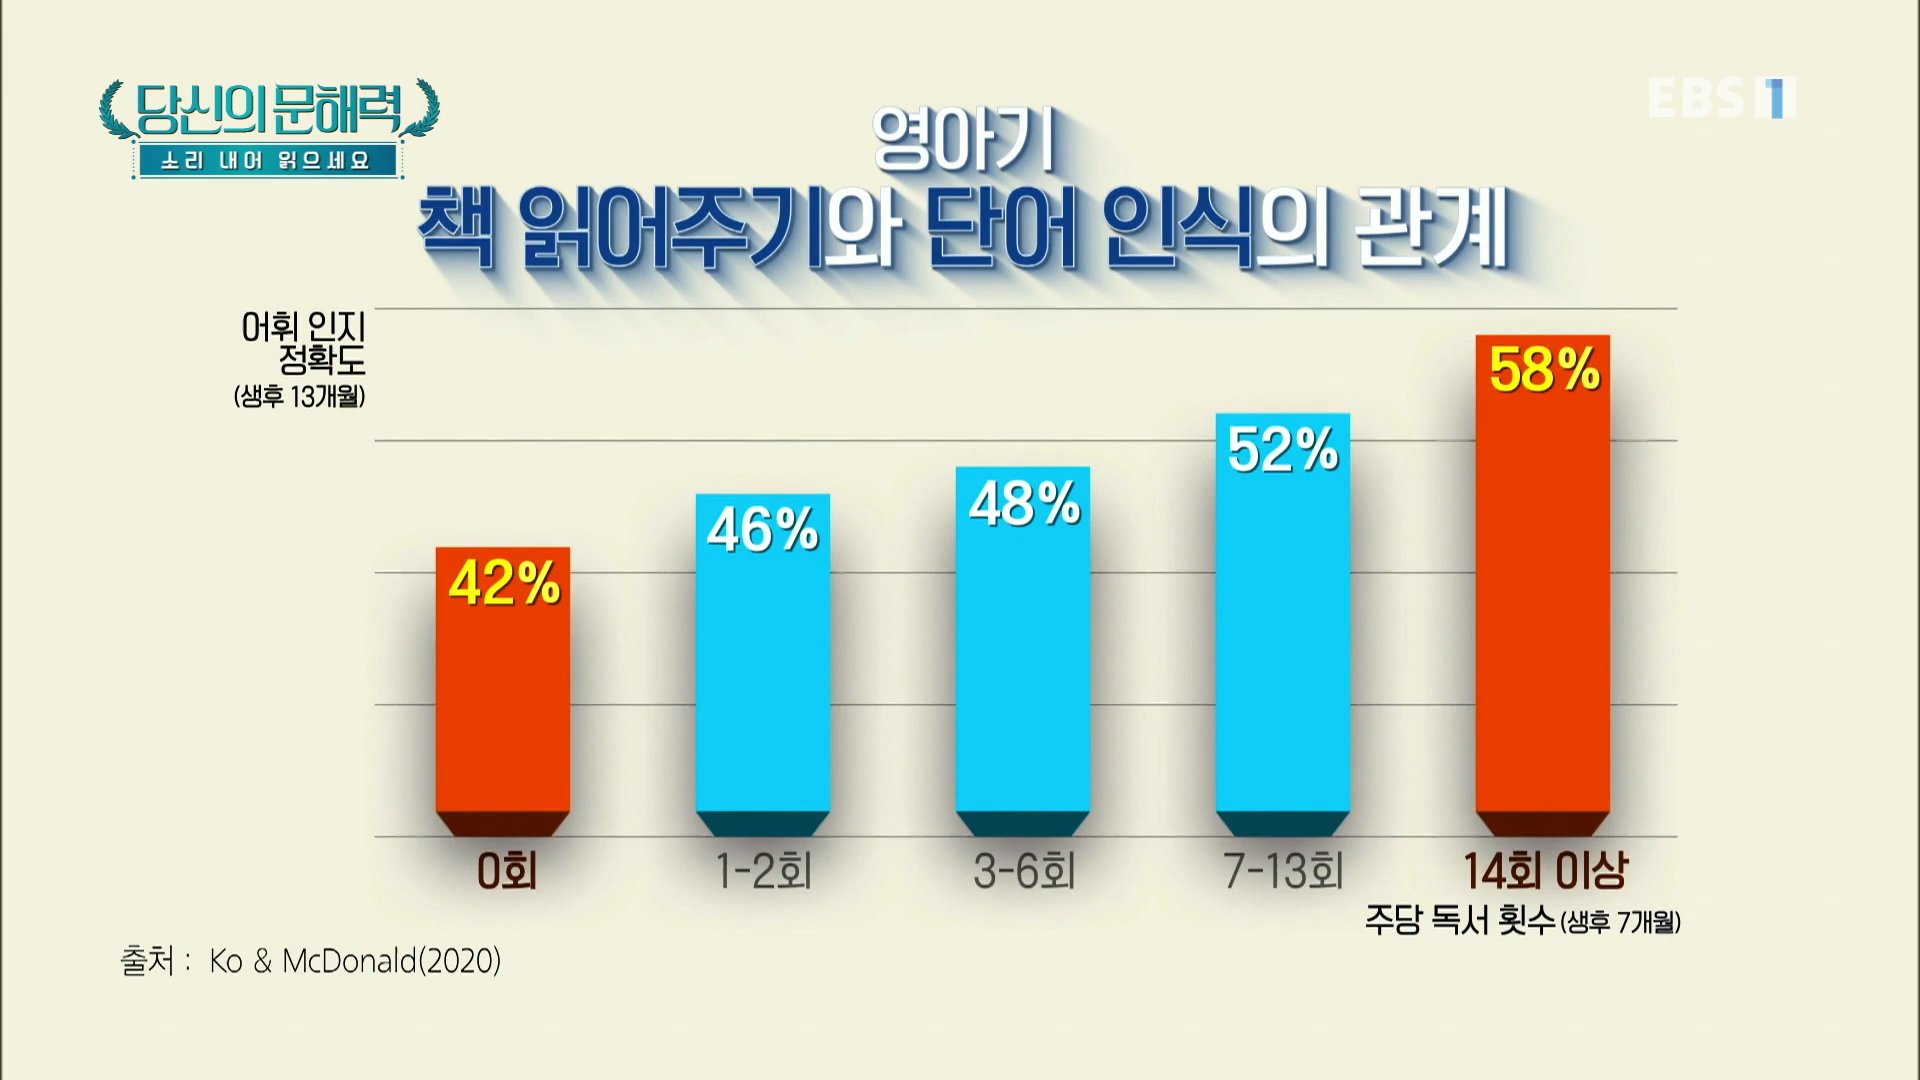 당신의 문해력
소리 내어 읽으세요
EBS 1
영아기
책 읽어주기와 단어 인식의 관계
어휘 인지
정확도
(생후 13개월)
42%
46%
48%
52%
58%
0회
1-2회
3-6회
7-13회
14회 이상
주당 독서 횟수(생후 7개월)
출처 : Ko & McDonald(2020)